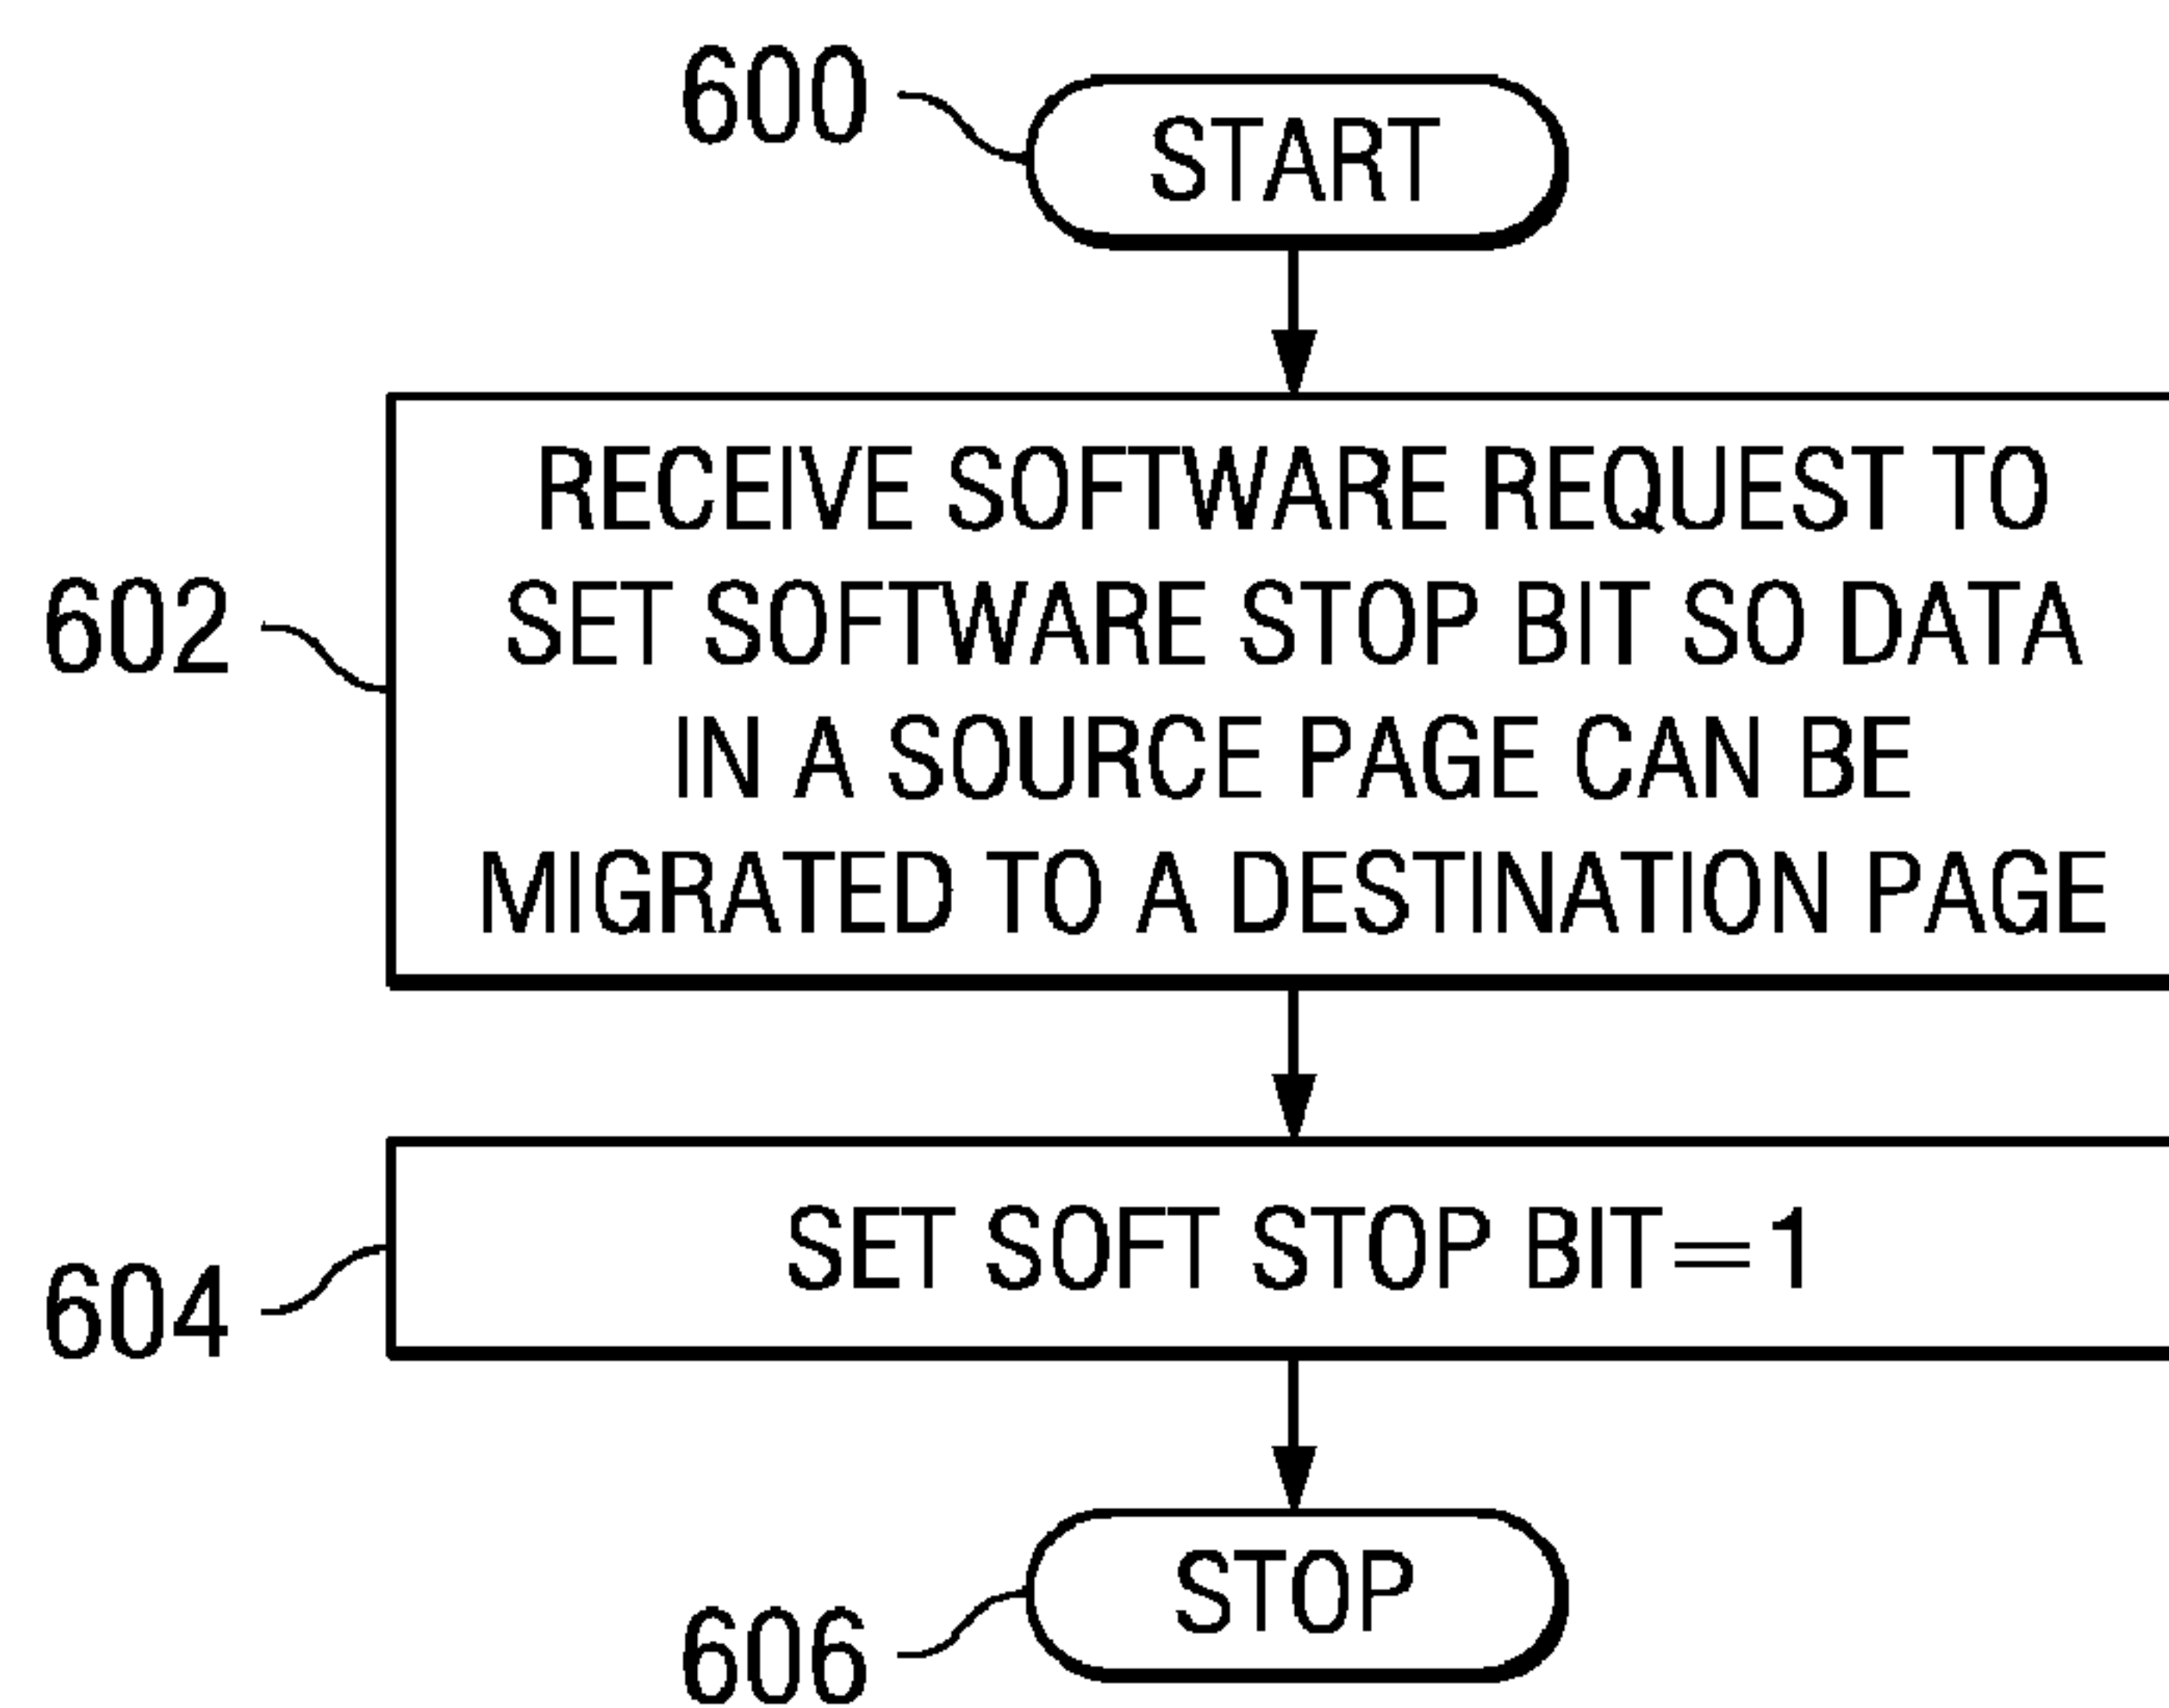 600
START
RECEIVE SOFTWARE REQUEST TO
SET SOFTWARE STOP BIT SO DATA
602
IN A SOURCE PAGE CAN BE
MIGRATED TO A DESTINATION PAGE
SET SOFT STOP BIT=1
604
STOP
606